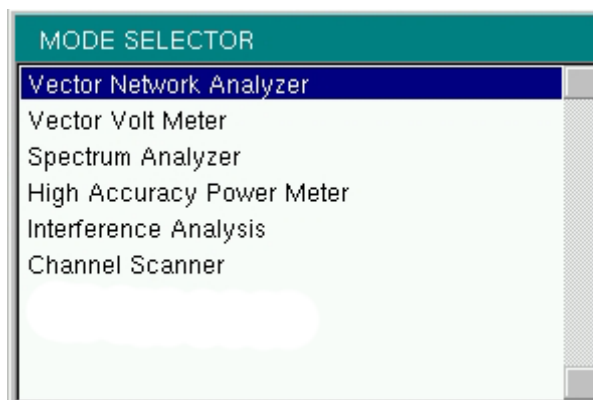 MODE SELECTOR
Vector Network Analyzer
Vector Volt Meter
Spectrum Analyzer
High Accuracy Power Meter
Interference Analysis
Channel Scanner